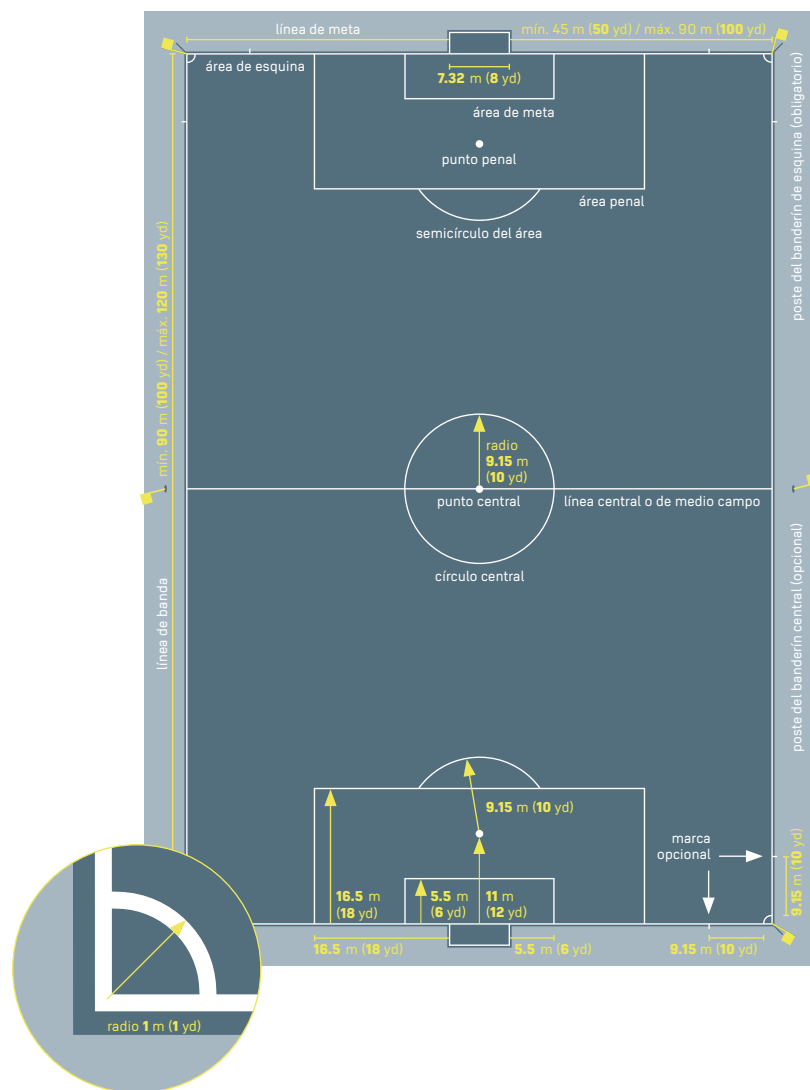 línea de meta
mín. 45 m (50 yd) / máx. 90 m (100 yd)
área de esquina
7.32 m (8 yd)
área de meta
punto penal
área penal
semicírculo del área
poste del banderín de esquina (obligatorio)
mín. 90 m (100 yd) / máx. 120 m (130 yd)
radio
9.15 m
(10 yd)
punto central
línea central o de medio campo
círculo central
línea de banda
poste del banderín central (opcional)
9.15 m (10 yd)
marca
opcional
9.15 m (10 yd)
16.5 m
(18 yd)
5.5 m
(6 yd)
11 m
(12 yd)
16.5 m (18 yd)
5.5 m (6 yd)
9.15 m (10 yd)
radio 1 m (1 yd)